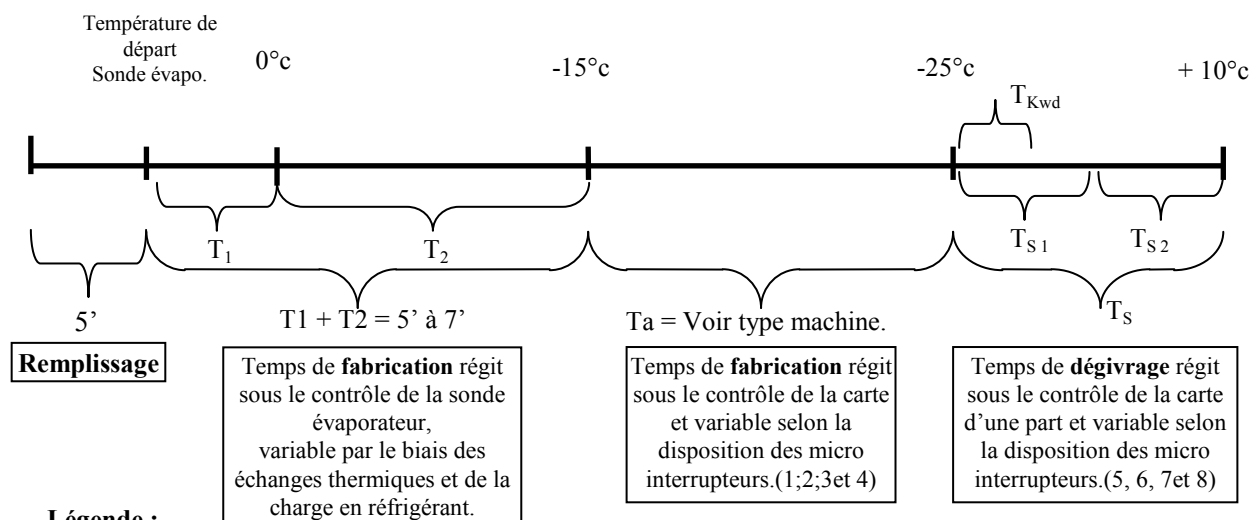 Température de
départ
Sonde évapo.
0°c
-15°c
-25°c
+ 10°c
T Kwd
T1
T2
TS 1
TS 2
5’
T1 + T2 = 5’ à 7’
Ta = Voir type machine.
TS
Remplissage
Temps de fabrication régit
sous le contrôle de la sonde
évaporateur,
variable par le biais des
échanges thermiques et de la
charge en réfrigérant.
Temps de fabrication régit
sous le contrôle de la carte
et variable selon la
disposition des micro
interrupteurs.(1;2;3et 4)
Temps de dégivrage régit
sous le contrôle de la carte
d’une part et variable selon
la disposition des micro
interrupteurs.(5, 6, 7et 8)
Légende :